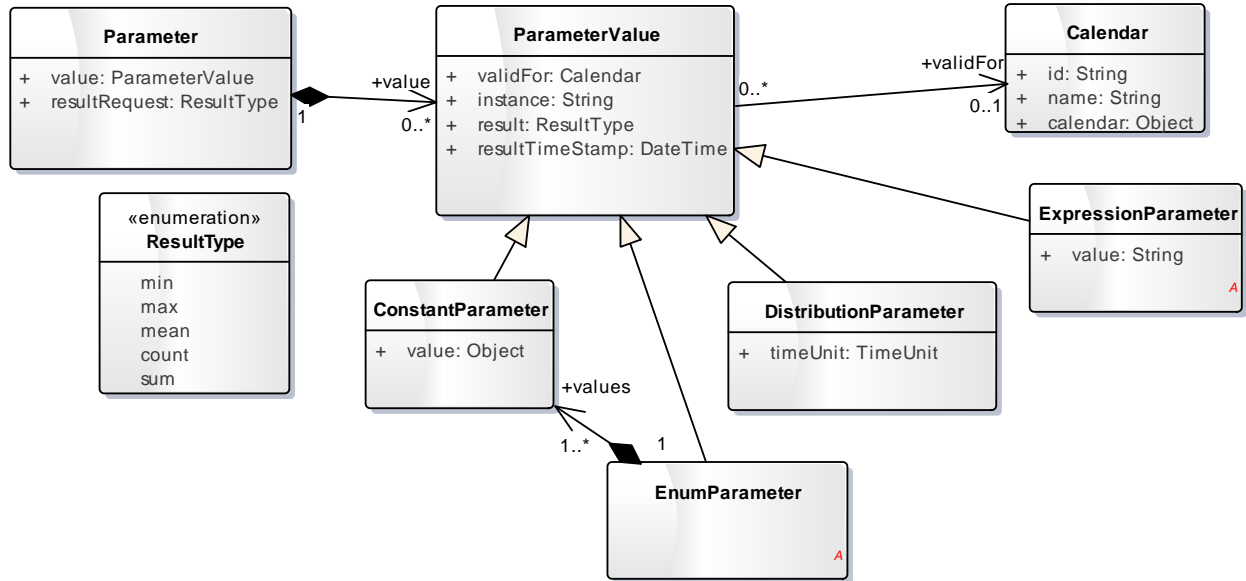 Parameter
+ value: ParameterValue
+ resultRequest: ResultType
1
+value
0..*
ParameterValue
+ validFor: Calendar
+ instance: String
+ result: ResultType
+ resultTimeStamp: DateTime
0..*
+validFor
0..1
Calendar
+ id: String
+ name: String
+ calendar: Object
«enumeration»
ResultType
min
max
mean
count
sum
ExpressionParameter
+ value: String
A
ConstantParameter
+ value: Object
DistributionParameter
+ timeUnit: TimeUnit
+values
1..*
1
EnumParameter
A